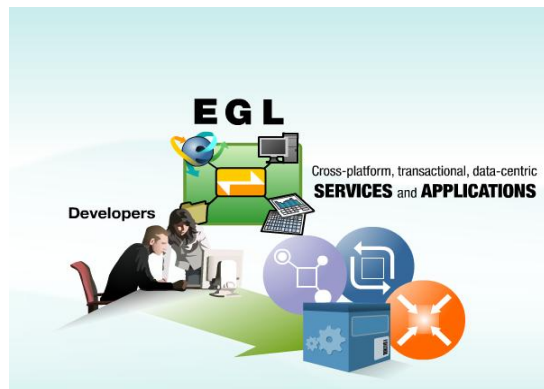 EGL
Cross-platform, transactional, data-centric
SERVICES and APPLICATIONS
Developers